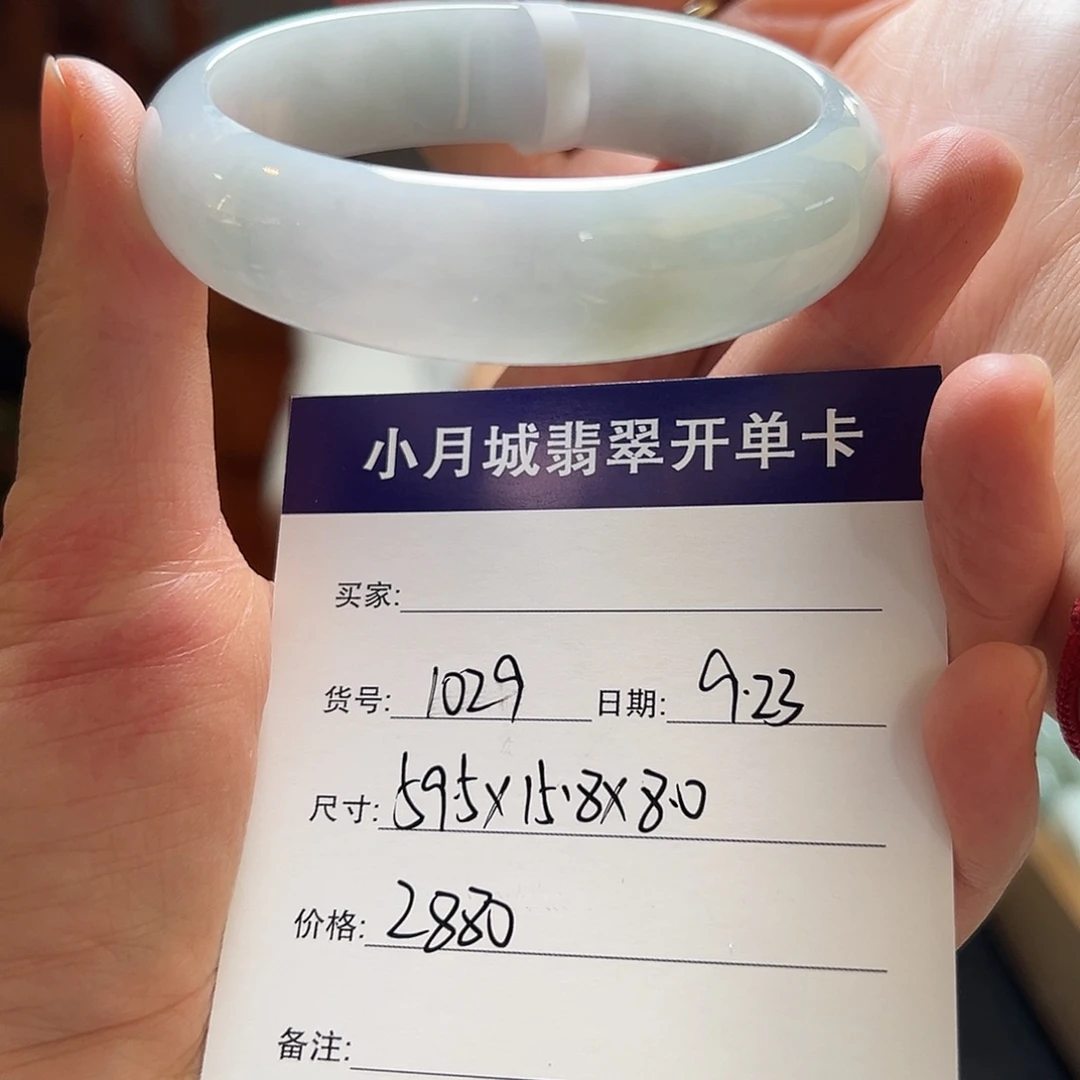 小月城翡翠开单卡
买家:
货号: 1029 日期: 9.23
尺寸: 59.5x15.8x8.0
价格: 2880
备注: